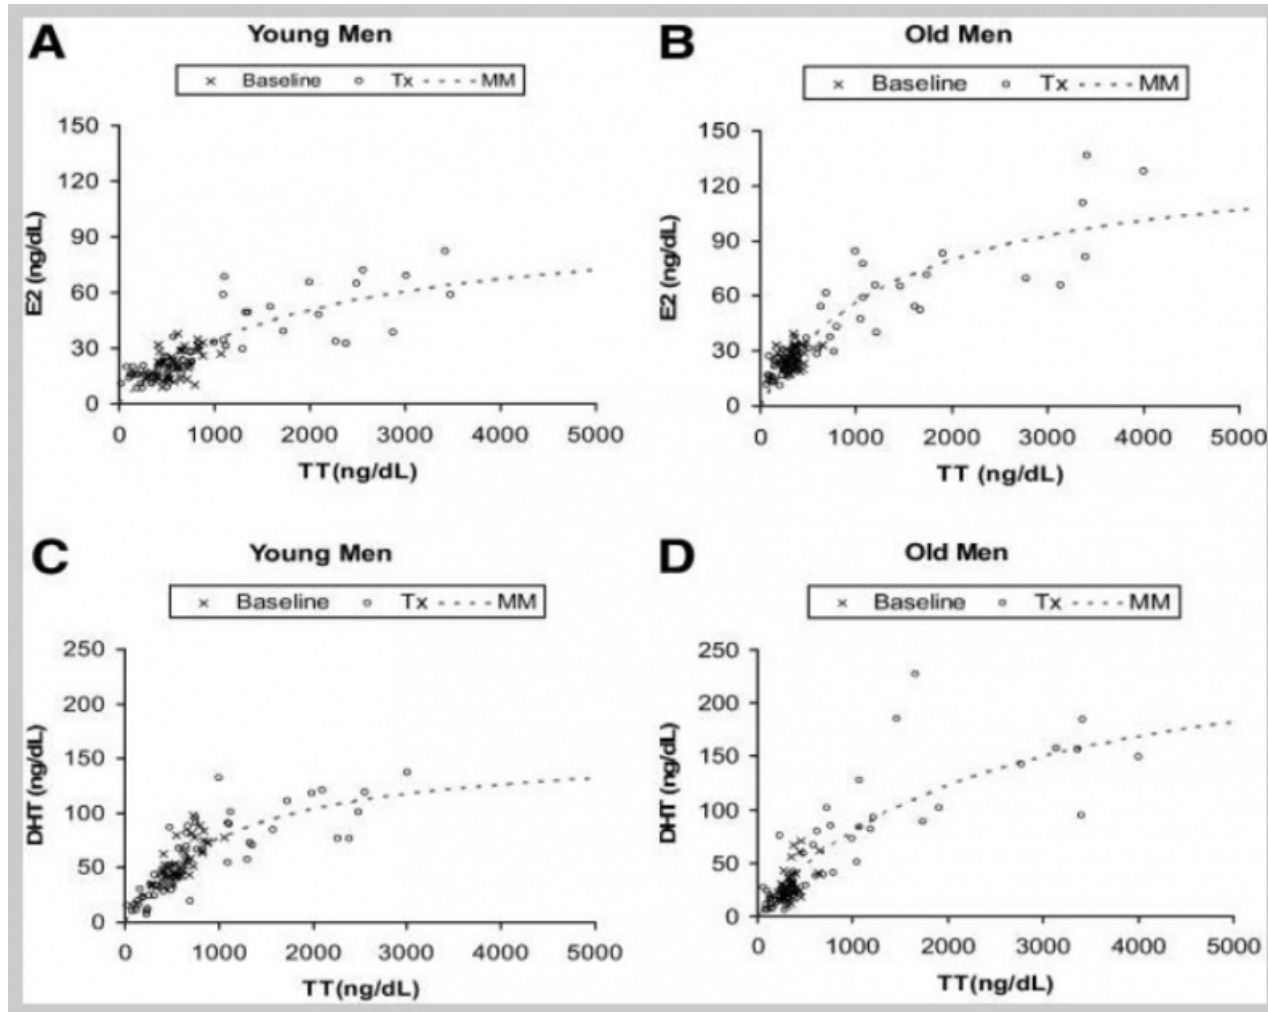 A
Young Men
× Baseline ○ Tx - - - - - MM
150
120
90
60
30
0
E2 (ng/dL)
0 1000 2000 3000 4000 5000
TT(ng/dL)
B
Old Men
× Baseline ○ Tx - - - - - MM
150
120
90
60
30
0
E2 (ng/dL)
0 1000 2000 3000 4000 5000
TT (ng/dL)
C
Young Men
× Baseline ○ Tx - - - - - MM
250
200
150
100
50
0
DHT (ng/dL)
0 1000 2000 3000 4000 5000
TT(ng/dL)
D
Old Men
× Baseline ○ Tx - - - - - MM
250
200
150
100
50
0
DHT (ng/dL)
0 1000 2000 3000 4000 5000
TT(ng/dL)